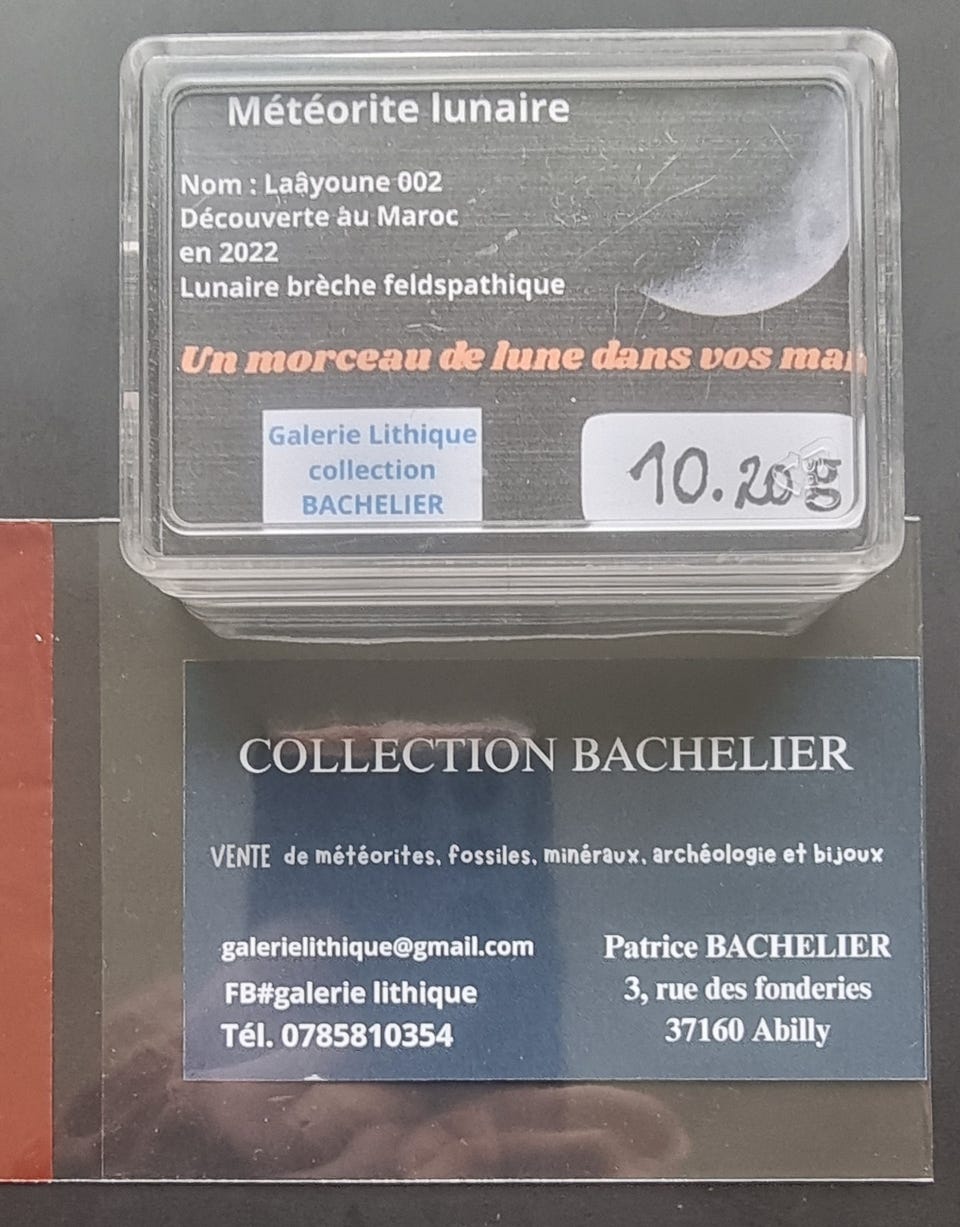 Météorite lunaire
Nom : Laâyoune 002
Découverte au Maroc
en 2022
Lunaire brèche feldspathique
Un morceau de lune dans vos
Galerie Lithique
collection
BACHELIER
10.20g
COLLECTION BACHELIER
VENTE de météorites, fossiles, minéraux, archéologie et bijoux
galerielithique@gmail.com
FB#galerie lithique
Tél. 0785810354
Patrice BACHELIER
3, rue des fonderies
37160 Abilly